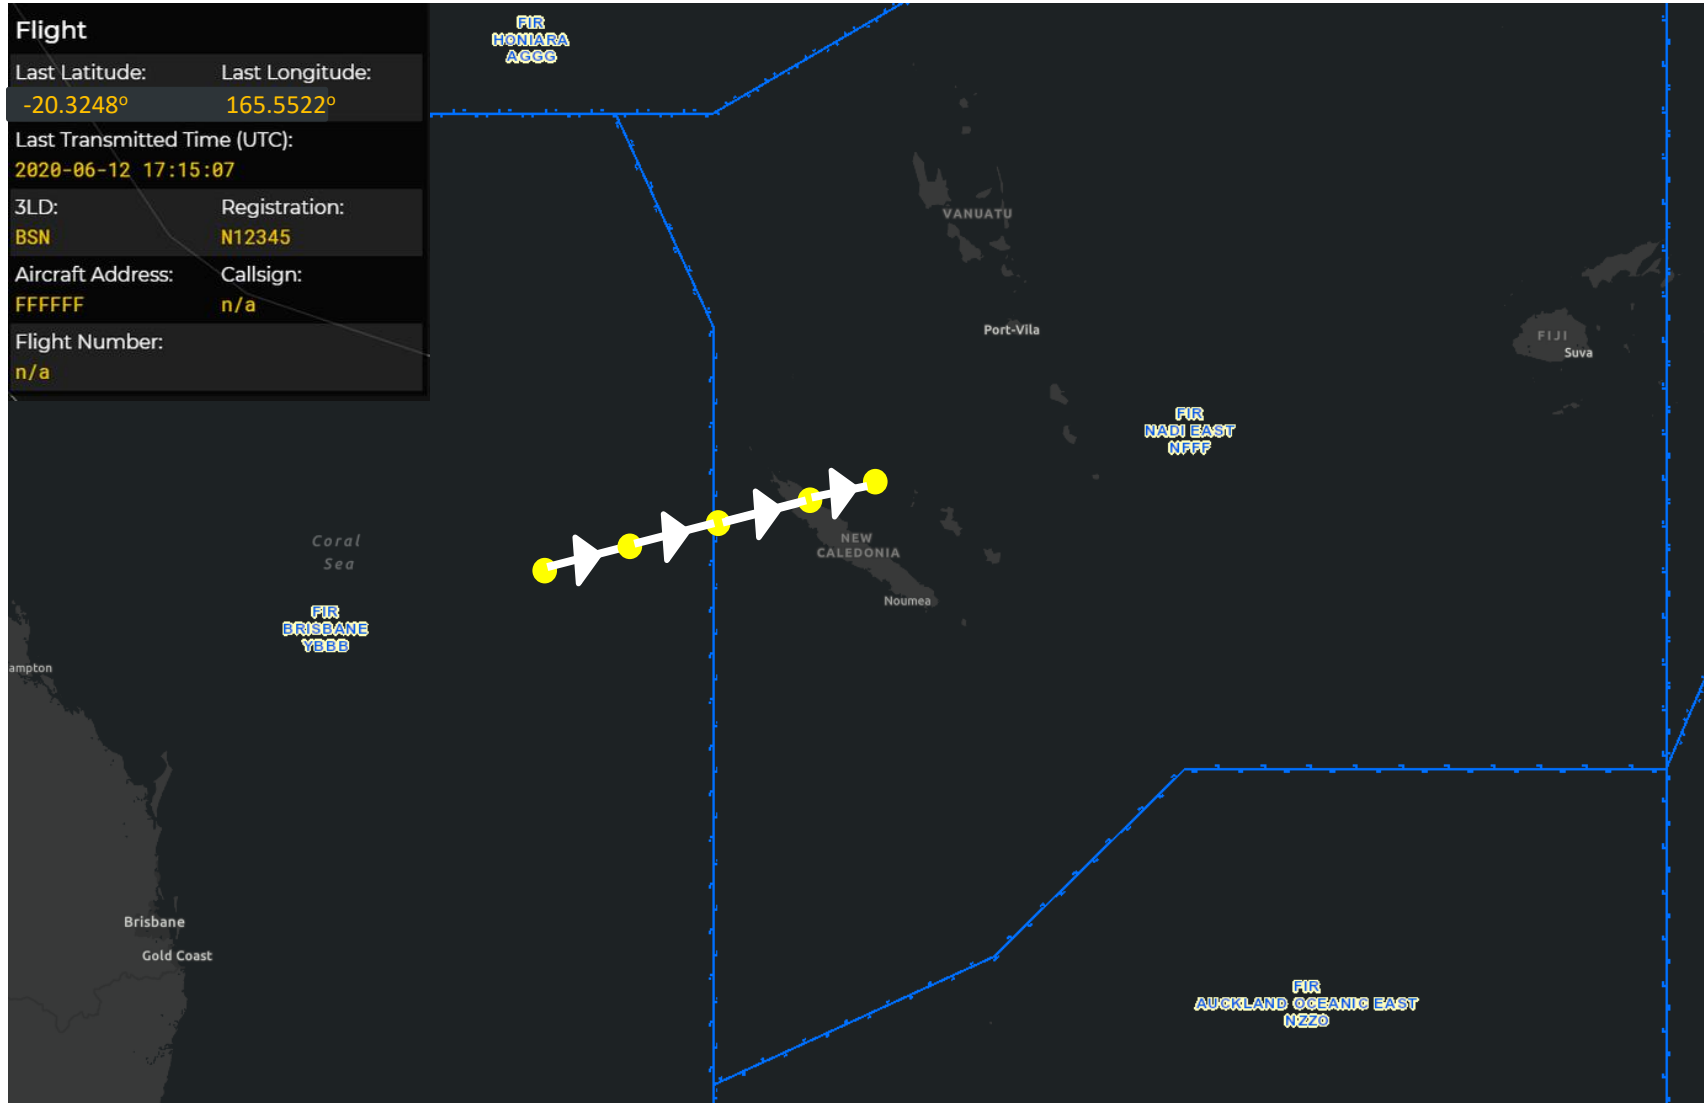 Flight
Last Latitude: Last Longitude:
-20.3248º 165.5522º
Last Transmitted Time (UTC):
2020-06-12 17:15:07
3LD: Registration:
BSN N12345
Aircraft Address: Callsign:
FFFFFF n/a
Flight Number:
n/a
FIR
HONIARA
AGGG
VANUATU
Port-Vila
FIJI
Suva
FIR
NADI EAST
NFFF
Coral
Sea
NEW
CALEDONIA
Noumea
FIR
BRISBANE
YBBB
ampton
Brisbane
Gold Coast
FIR
AUCKLAND OCEANIC EAST
NZZO